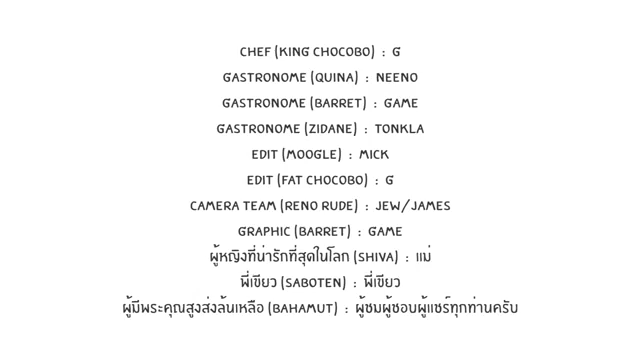 CHEF (KING CHOCOBO) : G
GASTRONOME (QUINA) : NEENO
GASTRONOME (BARRET) : GAME
GASTRONOME (ZIDANE) : TONKLA
EDIT (MOOGLE) : MICK
EDIT (FAT CHOCOBO) : G
CAMERA TEAM (RENO RUDE) : JEW/JAMES
GRAPHIC (BARRET) : GAME
ผู้หญิงที่น่ารักที่สุดในโลก (SHIVA) : แม่
พี่เขียว (SABOTEN) : พี่เขียว
ผู้มีพระคุณสูงส่งล้นเหลือ (BAHAMUT) : ผู้ชมผู้ชอบผู้แชร์ทุกท่านครับ